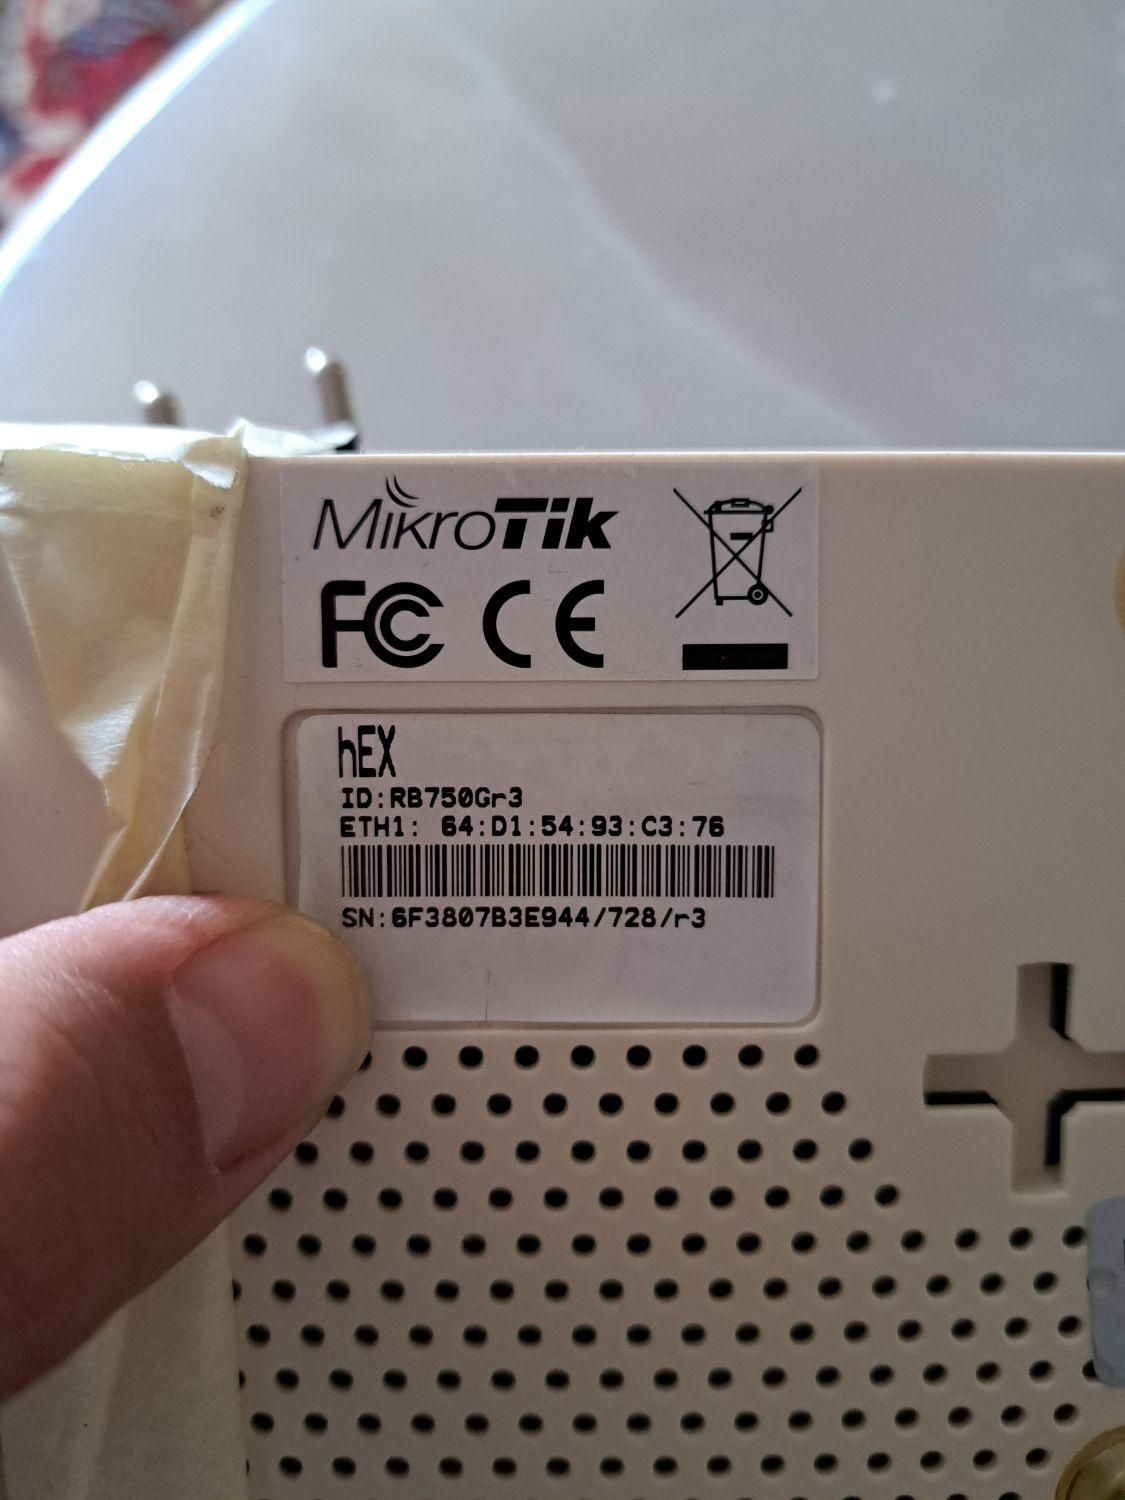 MikroTik
FC CE
hEX
ID:RB750Gr3
ETH1: 64:D1:54:93:C3:76
SN:6F3807B3E944/728/r3